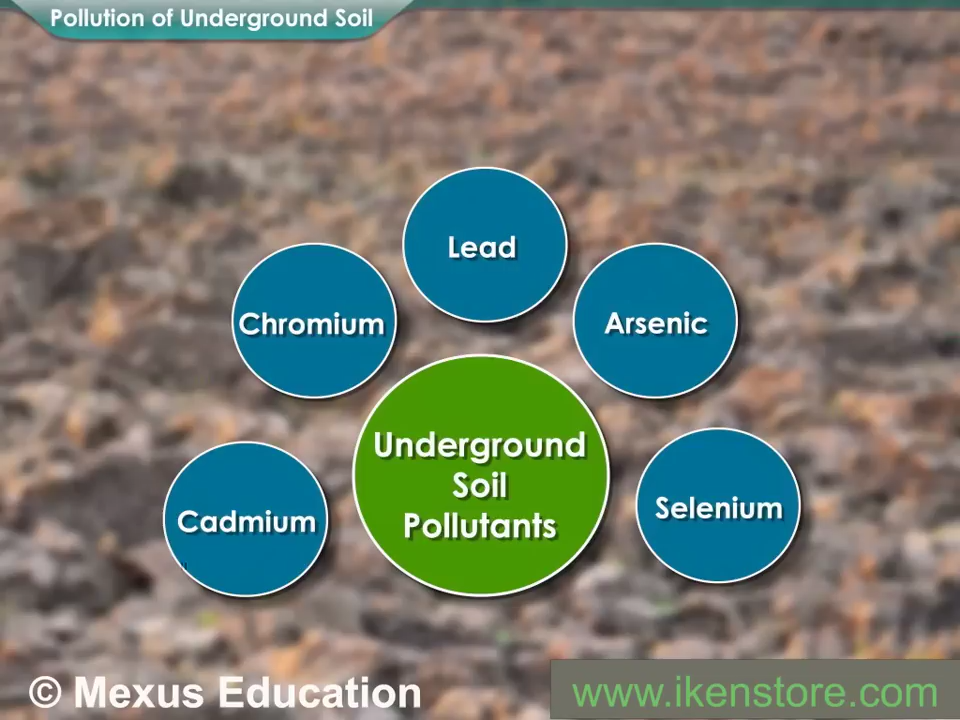 Pollution of Underground Soil
Lead
Chromium
Arsenic
Underground
Soil
Pollutants
Cadmium
Selenium
© Mexus Education
www.ikenstore.com